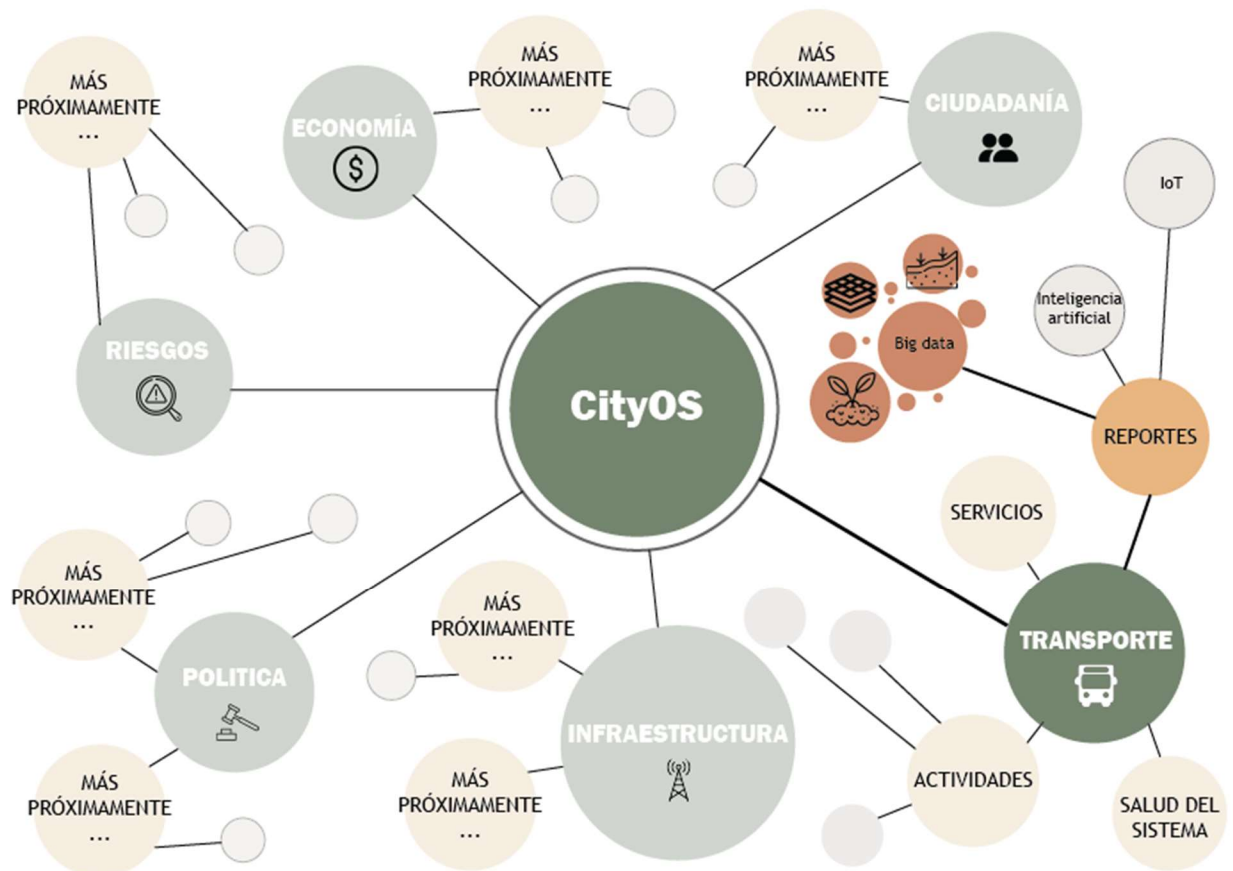 MÁS
PRÓXIMAMENTE
...
ECONOMÍA
$
MÁS
PRÓXIMAMENTE
...
MÁS
PRÓXIMAMENTE
...
CIUDADANÍA
IoT
Inteligencia
artificial
Big data
RIESGOS
CityOS
REPORTES
SERVICIOS
MÁS
PRÓXIMAMENTE
...
POLITICA
MÁS
PRÓXIMAMENTE
...
MÁS
PRÓXIMAMENTE
...
INFRAESTRUCTURA
MÁS
PRÓXIMAMENTE
...
TRANSPORTE
ACTIVIDADES
SALUD DEL
SISTEMA